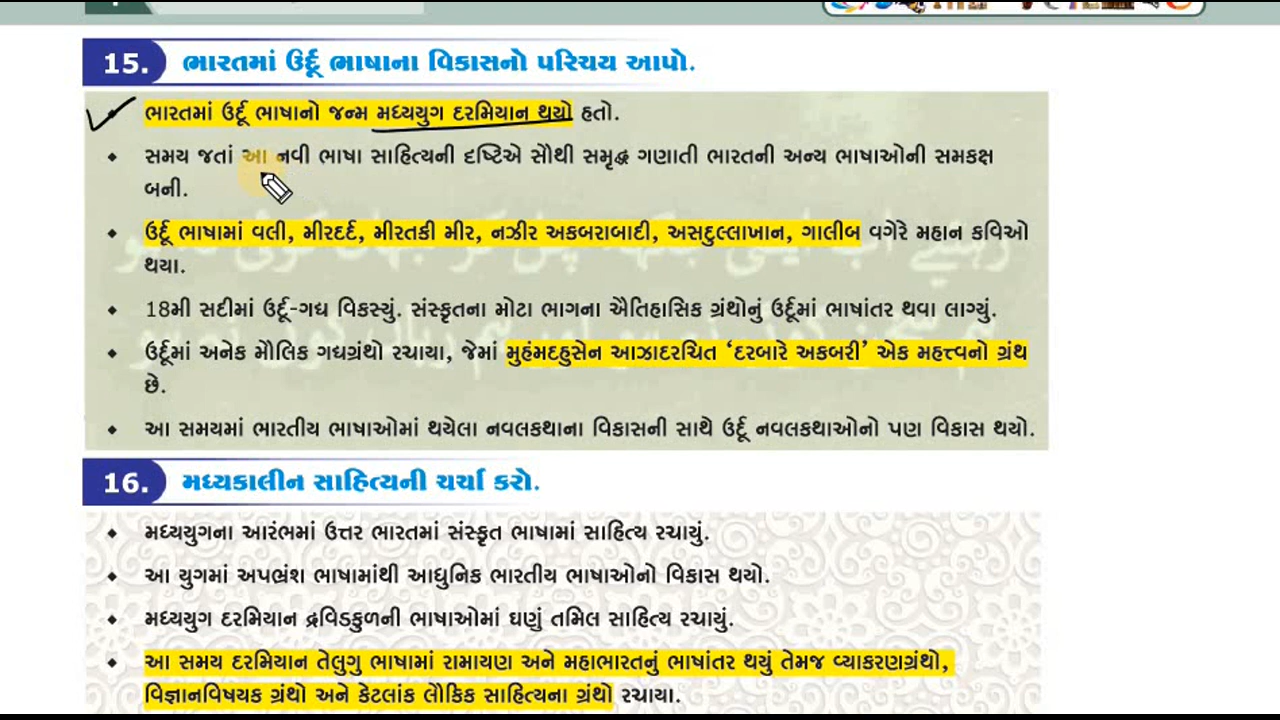 15. ભારતમાં ઉર્દૂ ભાષાના વિકાસનો પરિચય આપો.
ભારતમાં ઉર્દૂ ભાષાનો જન્મ મધ્યયુગ દરમિયાન થયો હતો.
સમય જતાં આ નવી ભાષા સાહિત્યની દૃષ્ટિએ સૌથી સમૃદ્ધ ગણાતી ભારતની અન્ય ભાષાઓની સમકક્ષ
બની.
ઉર્દૂ ભાષામાં વલી, મીરદર્દ, મીરતકી મીર, નઝીર અકબરાબાદી, અસદુલ્લાખાન, ગાલીબ વગેરે મહાન કવિઓ
થયા.
18મી સદીમાં ઉર્દૂ-ગદ્ય વિકસ્યું. સંસ્કૃતના મોટા ભાગના ઐતિહાસિક ગ્રંથોનું ઉર્દૂમાં ભાષાંતર થવા લાગ્યું.
ઉર્દૂમાં અનેક મૌલિક ગદ્યગ્રંથો રચાયા, જેમાં મુહંમદહુસેન આઝાદરચિત ‘દરબારે અકબરી’ એક મહત્ત્વનો ગ્રંથ
છે.
આ સમયમાં ભારતીય ભાષાઓમાં થયેલા નવલકથાના વિકાસની સાથે ઉર્દૂ નવલકથાઓનો પણ વિકાસ થયો.
16. મધ્યકાલીન સાહિત્યની ચર્ચા કરો.
મધ્યયુગના આરંભમાં ઉત્તર ભારતમાં સંસ્કૃત ભાષામાં સાહિત્ય રચાયું.
આ યુગમાં અપભ્રંશ ભાષામાંથી આધુનિક ભારતીય ભાષાઓનો વિકાસ થયો.
મધ્યયુગ દરમિયાન દ્રવિડકુળની ભાષાઓમાં ઘણું તમિલ સાહિત્ય રચાયું.
આ સમય દરમિયાન તેલુગુ ભાષામાં રામાયણ અને મહાભારતનું ભાષાંતર થયું તેમજ વ્યાકરણગ્રંથો,
વિજ્ઞાનવિષયક ગ્રંથો અને કેટલાંક લૌકિક સાહિત્યના ગ્રંથો રચાયા.